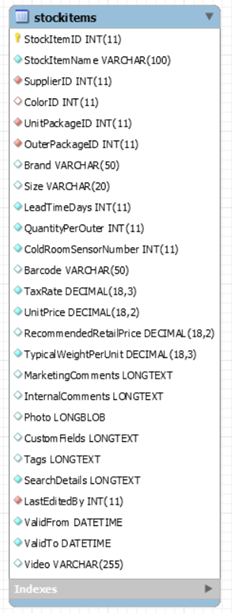 stockitems
StockItemID INT(11)
StockItemName VARCHAR(100)
SupplierID INT(11)
ColorID INT(11)
UnitPackageID INT(11)
OuterPackageID INT(11)
Brand VARCHAR(50)
Size VARCHAR(20)
LeadTimeDays INT(11)
QuantityPerOuter INT(11)
ColdRoomSensorNumber INT(11)
Barcode VARCHAR(50)
TaxRate DECIMAL(18,3)
UnitPrice DECIMAL(18,2)
RecommendedRetailPrice DECIMAL(18,2)
TypicalWeightPerUnit DECIMAL(18,3)
MarketingComments LONGTEXT
InternalComments LONGTEXT
Photo LONGBLOB
CustomFields LONGTEXT
Tags LONGTEXT
SearchDetails LONGTEXT
LastEditedBy INT(11)
ValidFrom DATETIME
ValidTo DATETIME
Video VARCHAR(255)
Indexes